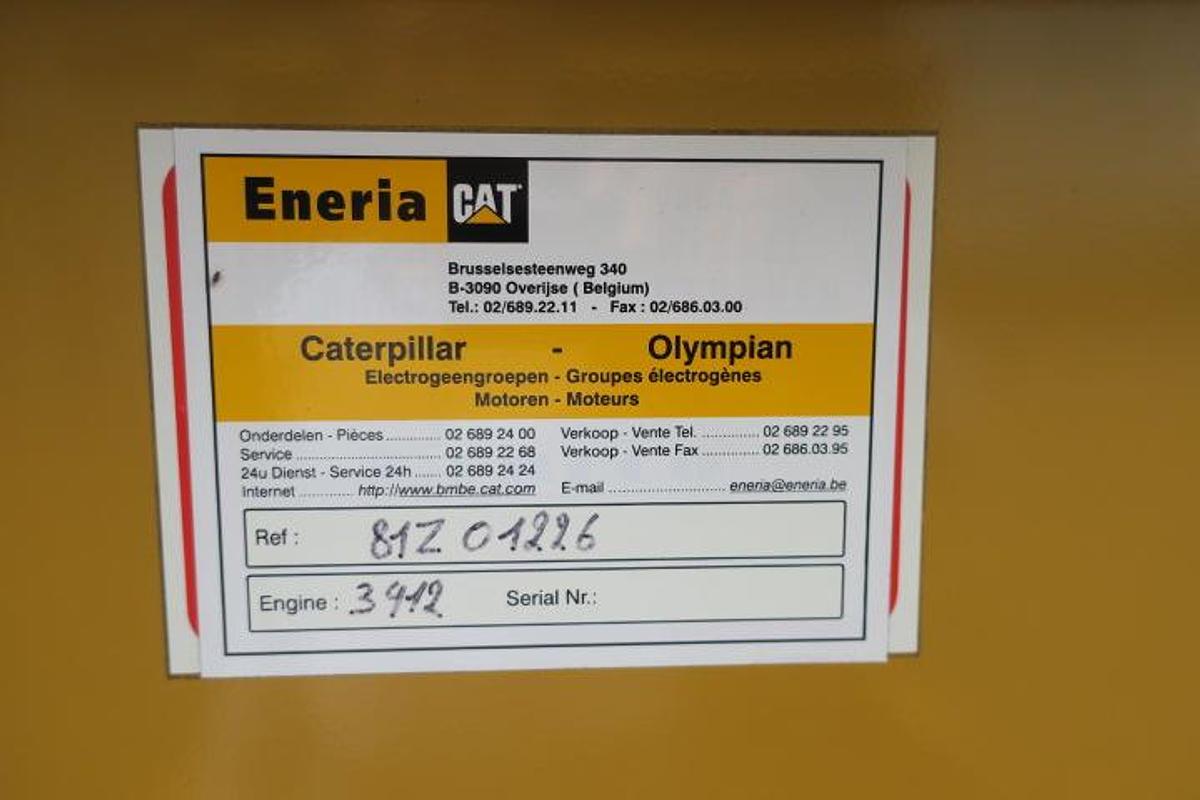 Eneria CAT
Brusselsesteenweg 340
B-3090 Overijse ( Belgium)
Tel.: 02/689.22.11 - Fax : 02/686.03.00
Caterpillar - Olympian
Electrogeengroepen - Groupes électrogènes
Motoren - Moteurs
Onderdelen - Pièces .............. 02 689 24 00 Verkoop - Vente Tel. ............... 02 689 22 95
Service ...................................... 02 689 22 68 Verkoop - Vente Fax ............... 02 686.03.95
24u Dienst - Service 24h ....... 02 689 24 24
Internet .............. http://www.bmbe.cat.com E-mail .............................. eneria@eneria.be
Ref : 81Z 01226
Engine : 3412 Serial Nr.: